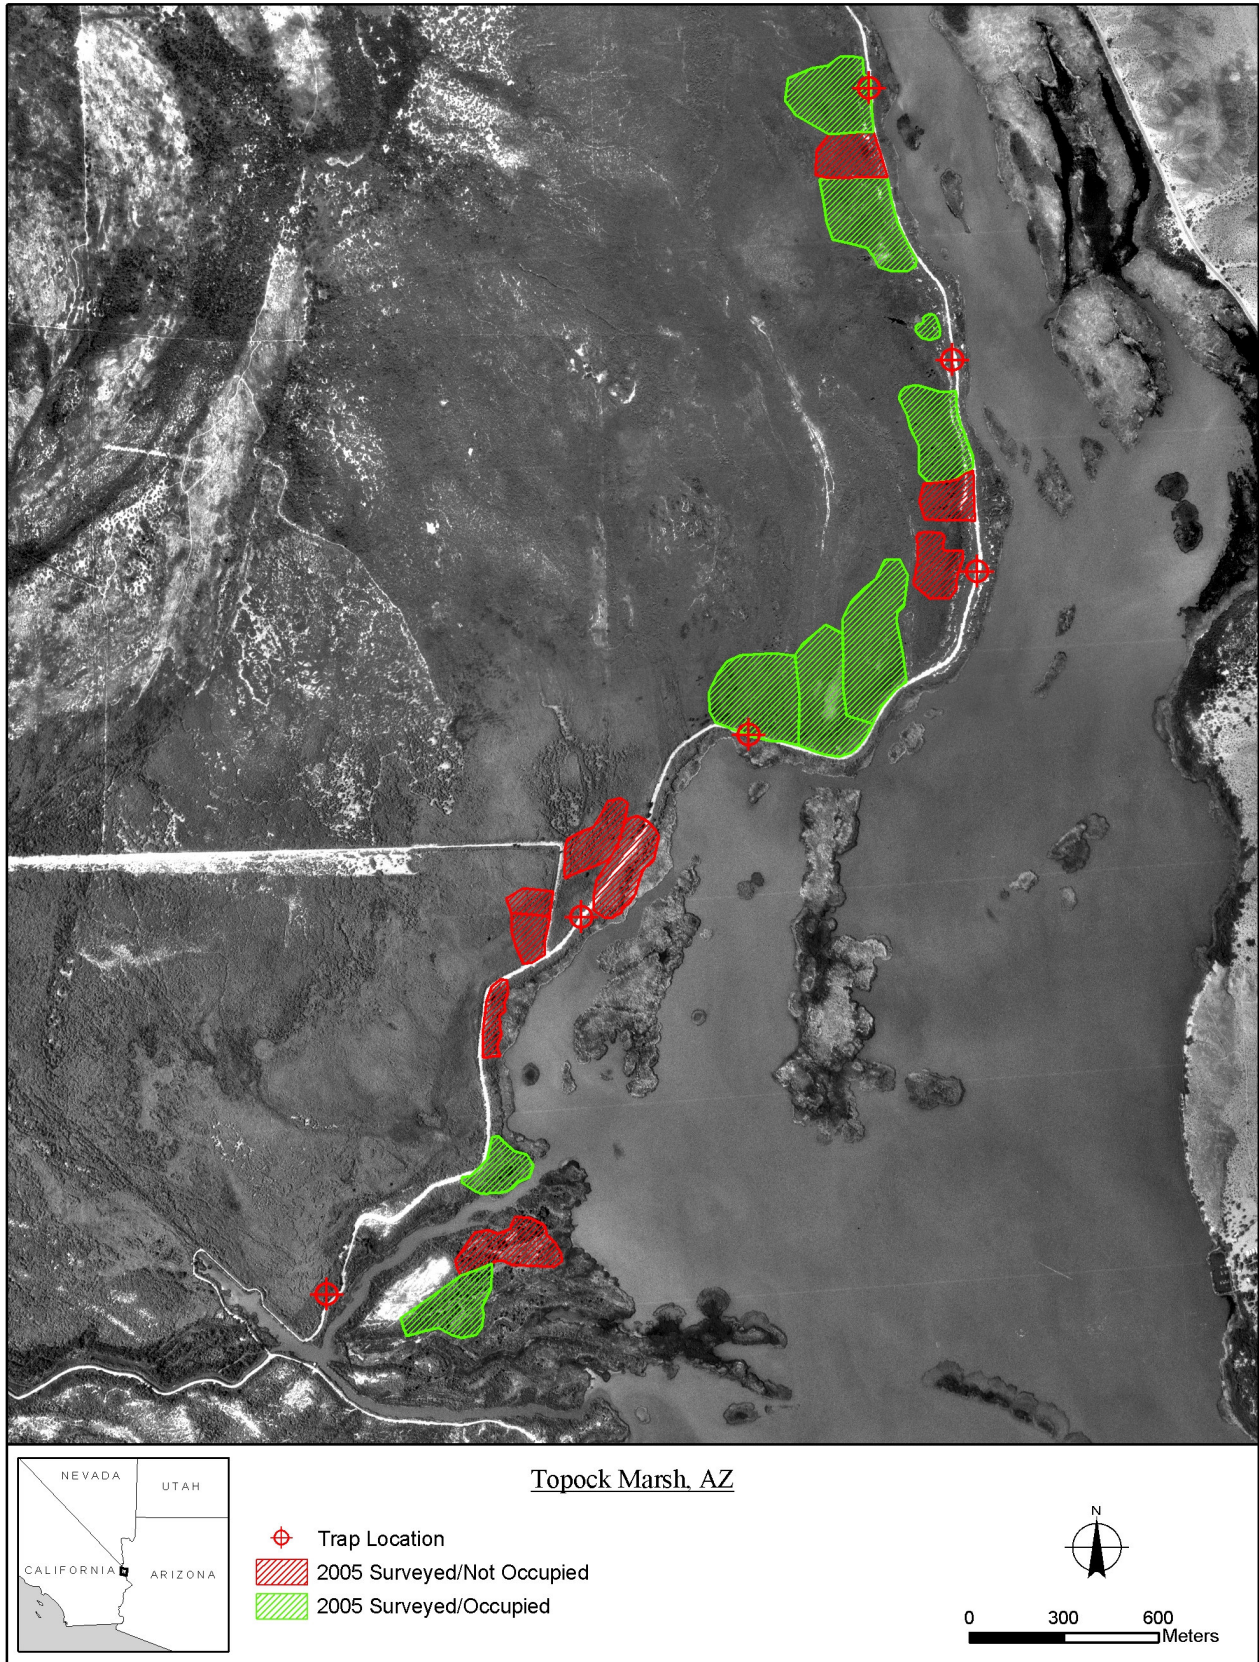 NEVADA
UTAH
CALIFORNIA
ARIZONA
Topock Marsh, AZ
Trap Location
2005 Surveyed/Not Occupied
2005 Surveyed/Occupied
N
0 300 600
Meters